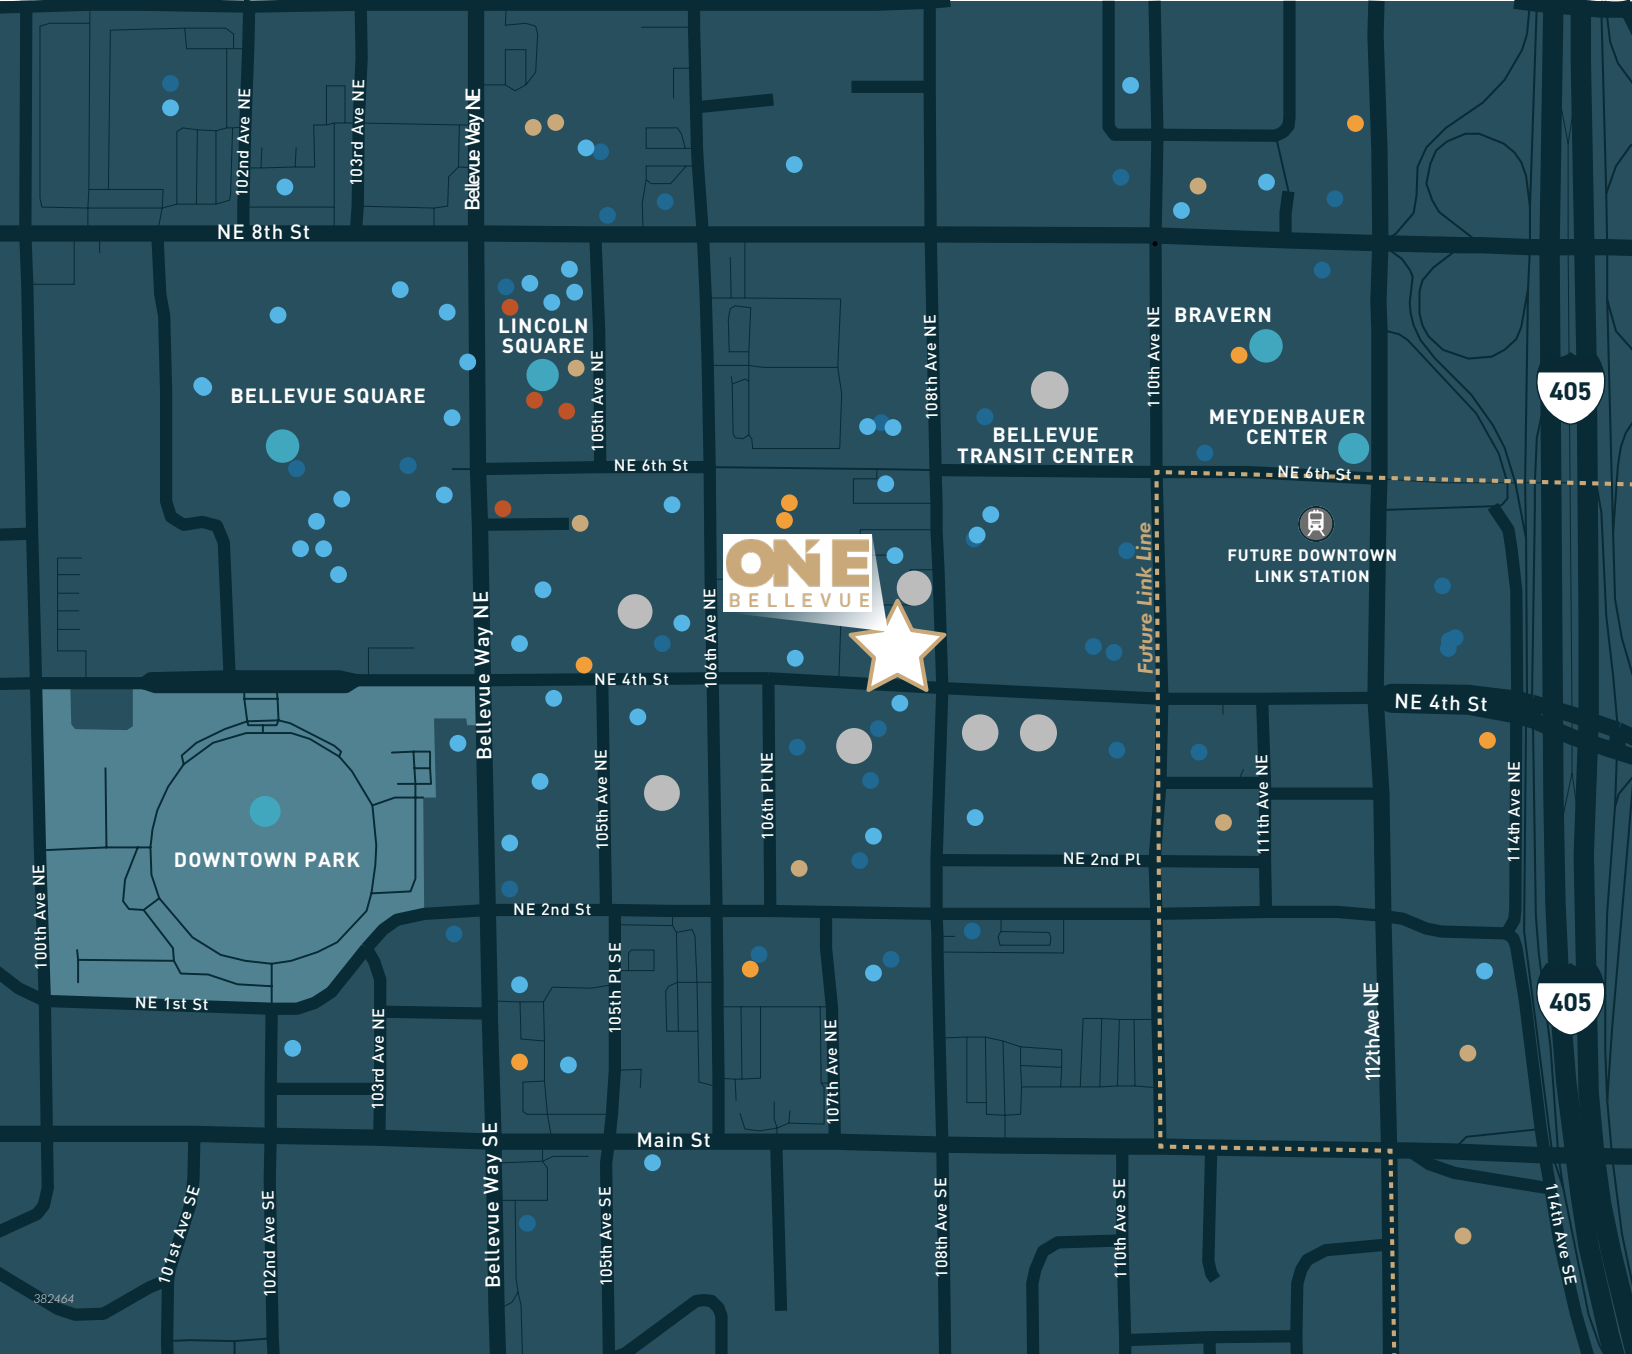 102nd Ave NE
103rd Ave NE
Bellevue Way NE
NE 8th St
LINCOLN
SQUARE
105th Ave NE
BELLEVUE SQUARE
108th Ave NE
110th Ave NE
BRAVERN
MEYDENBAUER
CENTER
BELLEVUE
TRANSIT CENTER
405
NE 6th St
NE 6th St
FUTURE DOWNTOWN
LINK STATION
Future Link Line
ONE
BELLEVUE
Bellevue Way NE
106th Ave NE
NE 4th St
NE 4th St
105th Ave NE
106th Pl NE
111th Ave NE
114th Ave NE
DOWNTOWN PARK
NE 2nd Pl
100th Ave NE
NE 2nd St
105th Pl SE
NE 1st St
103rd Ave NE
107th Ave NE
112th Ave NE
405
Main St
Bellevue Way SE
101st Ave SE
102nd Ave SE
105th Ave SE
108th Ave SE
110th Ave SE
114th Ave SE
382464